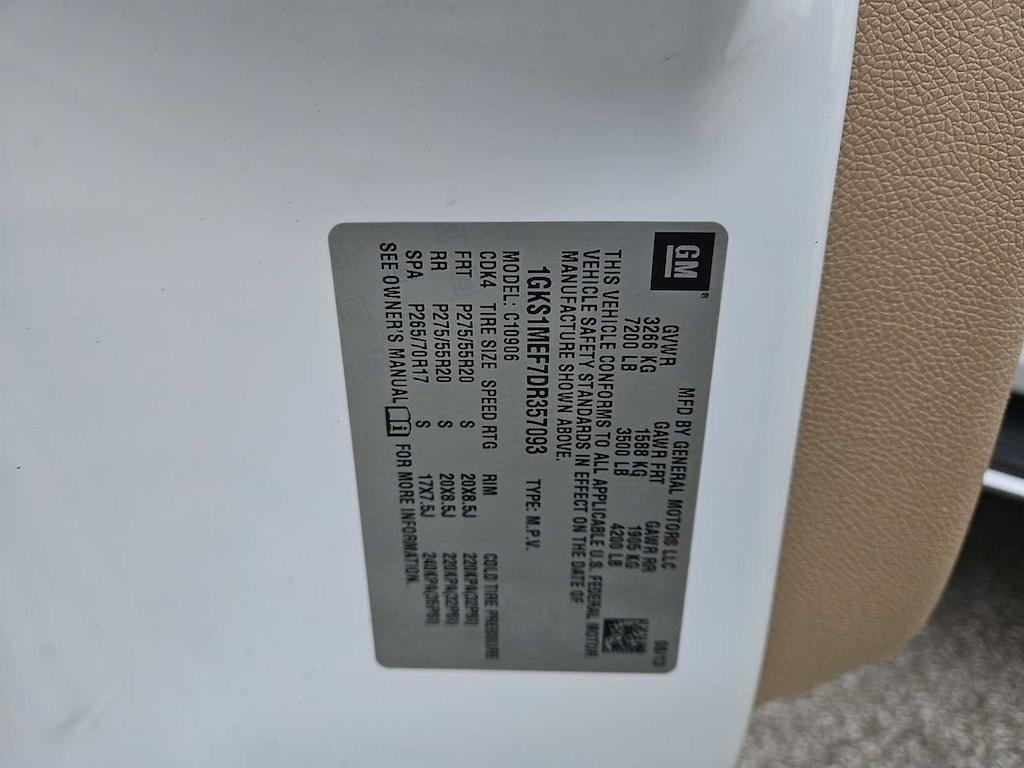 GM®
MFD BY GENERAL MOTORS LLC 06/13
GVWR GAWR FRT GAWR RR
3266 KG 1588 KG 1905 KG
7200 LB 3500 LB 4200 LB
THIS VEHICLE CONFORMS TO ALL APPLICABLE U.S. FEDERAL MOTOR
VEHICLE SAFETY STANDARDS IN EFFECT ON THE DATE OF
MANUFACTURE SHOWN ABOVE.
1GKS1MEF7DR357093 TYPE: M.P.V.
MODEL: C10906
CDK4 TIRE SIZE SPEED RTG RIM COLD TIRE PRESSURE
FRT P275/55R20 S 20X8.5J 220KPA(32PSI)
RR P275/55R20 S 20X8.5J 220KPA(32PSI)
SPA P265/70R17 S 17X7.5J 240KPA(35PSI)
SEE OWNER'S MANUAL i FOR MORE INFORMATION.